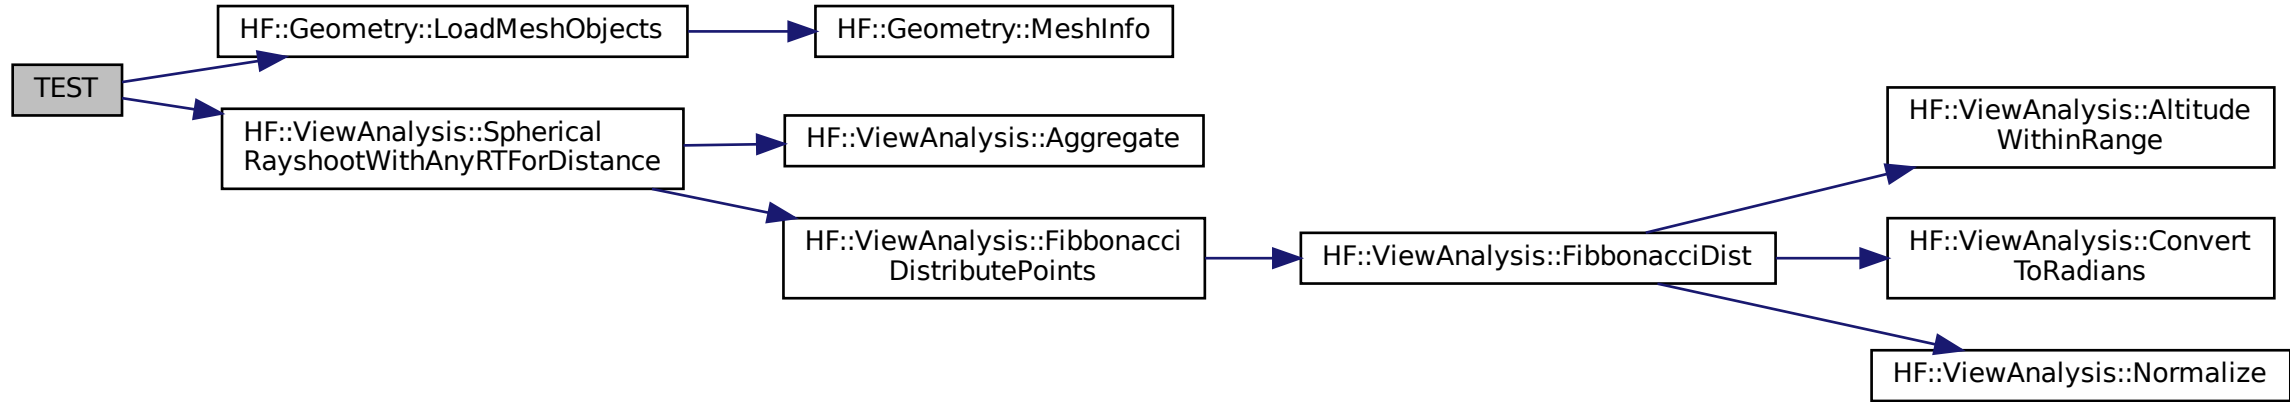 TEST
HF::Geometry::LoadMeshObjects
HF::Geometry::MeshInfo
HF::ViewAnalysis::Spherical
RayshootWithAnyRTForDistance
HF::ViewAnalysis::Aggregate
HF::ViewAnalysis::Fibbonacci
DistributePoints
HF::ViewAnalysis::FibbonacciDist
HF::ViewAnalysis::Altitude
WithinRange
HF::ViewAnalysis::Convert
ToRadians
HF::ViewAnalysis::Normalize